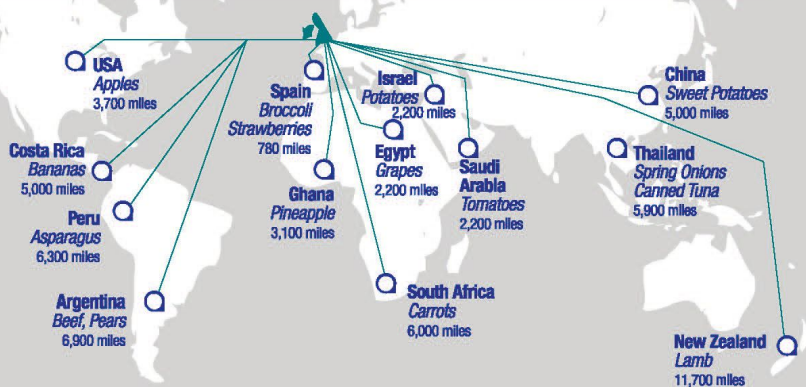 USA
Apples
3,700 miles
Costa Rica
Bananas
5,000 miles
Peru
Asparagus
6,300 miles
Argentina
Beef, Pears
6,900 miles
Spain
Broccoli
Strawberries
780 miles
Ghana
Pineapple
3,100 miles
Israel
Potatoes
2,200 miles
Egypt
Grapes
2,200 miles
Saudi
Arabia
Tomatoes
2,200 miles
South Africa
Carrots
6,000 miles
China
Sweet Potatoes
5,000 miles
Thailand
Spring Onions
Canned Tuna
5,900 miles
New Zealand
Lamb
11,700 miles